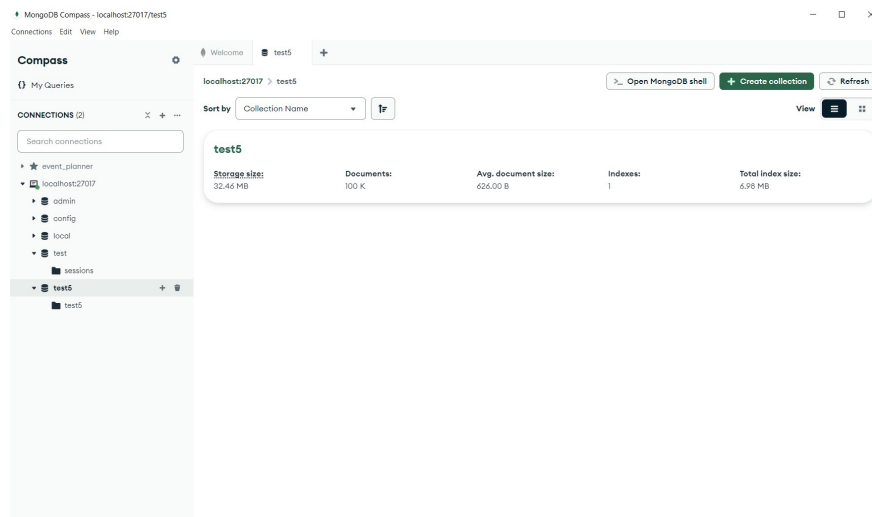 MongoDB Compass - localhost:27017/test5
Connections Edit View Help
Compass
{} My Queries
CONNECTIONS (2)
Search connections
event_planner
localhost:27017
admin
config
local
test
sessions
test5
test5
Welcome
test5
localhost:27017 > test5
>_ Open MongoDB shell
+ Create collection
Refresh
Sort by Collection Name
View
test5
Storage size: Documents: Avg. document size: Indexes: Total index size:
32.46 MB 100 K 626.00 B 1 6.98 MB